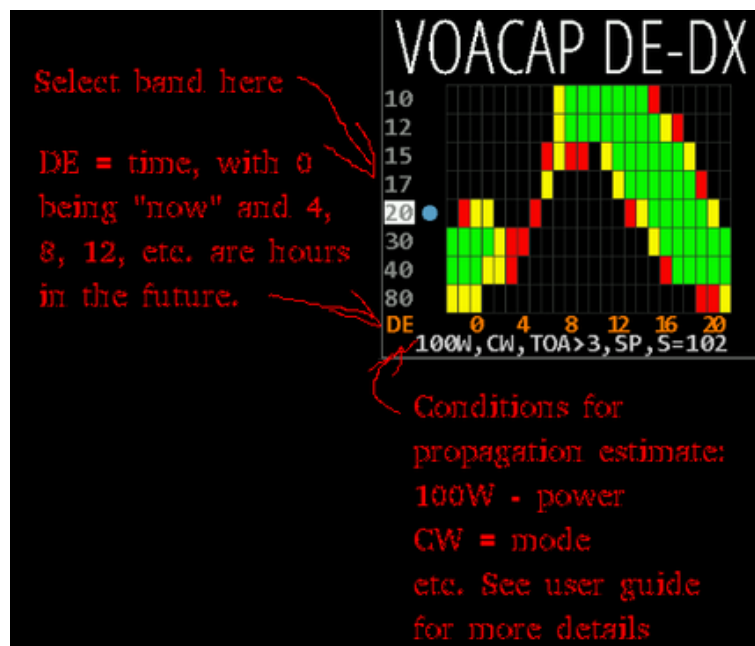 VOACAP DE-DX
Select band here
DE = time, with 0
being "now" and 4,
8, 12, etc. are hours
in the future.
10
12
15
17
20
30
40
80
DE 0 4 8 12 16 20
100W,CW,TOA>3,SP,S=102
Conditions for
propagation estimate:
100W - power
CW = mode
etc. See user guide
for more details